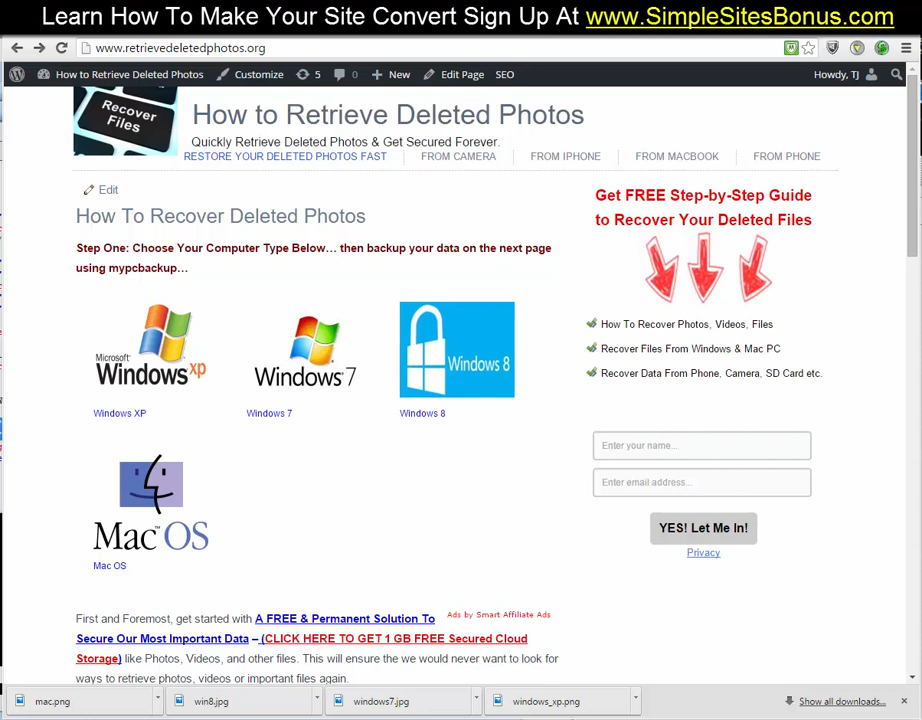 Learn How To Make Your Site Convert Sign Up At www.SimpleSitesBonus.com
www.retrievedeletedphotos.org
How to Retrieve Deleted Photos Customize 5 0 New Edit Page SEO Howdy, TJ
Recover
Files
How to Retrieve Deleted Photos
Quickly Retrieve Deleted Photos & Get Secured Forever.
RESTORE YOUR DELETED PHOTOS FAST FROM CAMERA FROM IPHONE FROM MACBOOK FROM PHONE
Edit
How To Recover Deleted Photos
Step One: Choose Your Computer Type Below… then backup your data on the next page
using mypcbackup…
Microsoft
Windows xp
Windows 7
Windows 8
Windows XP
Windows 7
Windows 8
Mac™ OS
Mac OS
First and Foremost, get started with A FREE & Permanent Solution To
Secure Our Most Important Data – (CLICK HERE TO GET 1 GB FREE Secured Cloud
Storage) like Photos, Videos, and other files. This will ensure the we would never want to look for
ways to retrieve photos, videos or important files again.
Ads by Smart Affiliate Ads
Get FREE Step-by-Step Guide
to Recover Your Deleted Files
How To Recover Photos, Videos, Files
Recover Files From Windows & Mac PC
Recover Data From Phone, Camera, SD Card etc.
Enter your name...
Enter email address...
YES! Let Me In!
Privacy
mac.png win8.jpg windows7.jpg windows_xp.png Show all downloads...